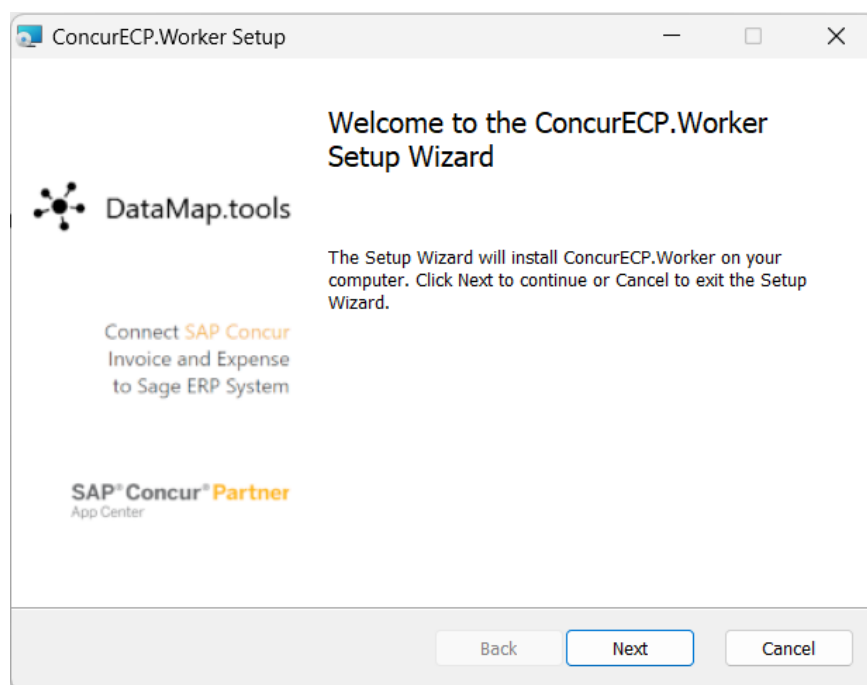 ConcurECP.Worker Setup
Welcome to the ConcurECP.Worker
Setup Wizard
DataMap.tools
The Setup Wizard will install ConcurECP.Worker on your
computer. Click Next to continue or Cancel to exit the Setup
Wizard.
Connect SAP Concur
Invoice and Expense
to Sage ERP System
SAP® Concur® Partner
App Center
Back
Next
Cancel